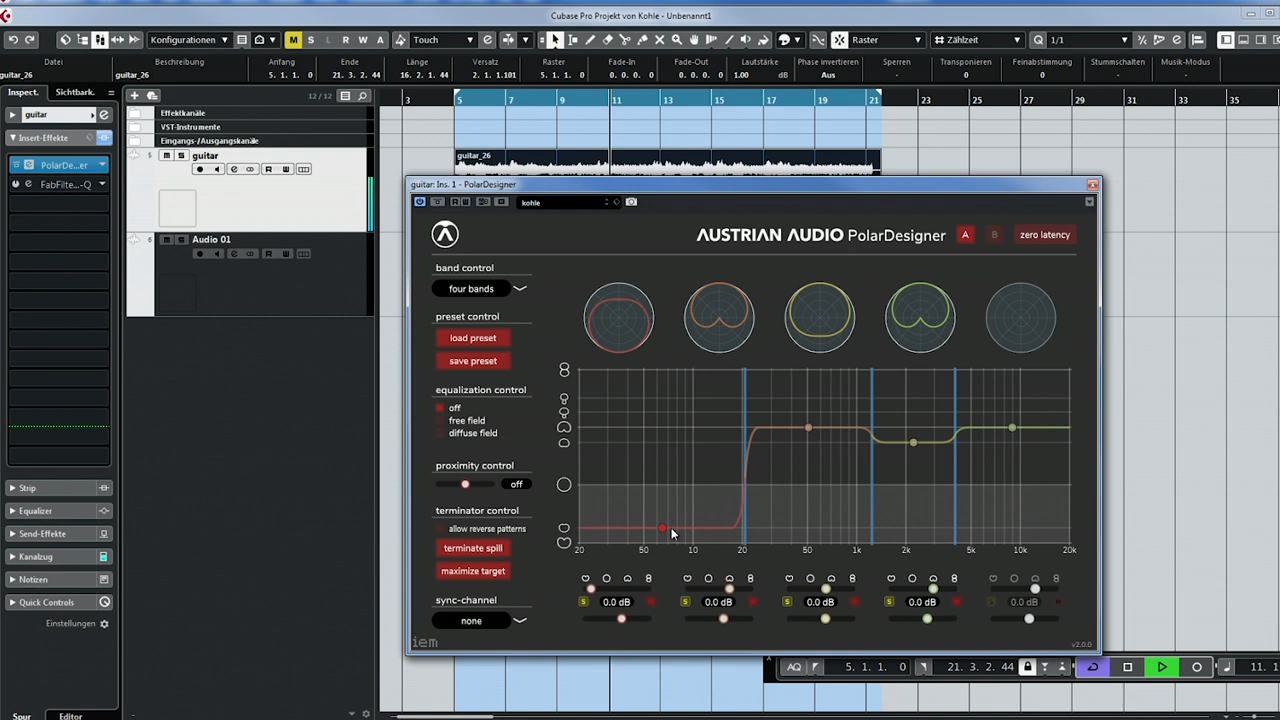 Cubase Pro Projekt von Kohle - Unbenannt1
Konfigurationen
M S L R W A
Touch
Raster
Zählzeit
Q 1/1
Datei Beschreibung Anfang Ende Länge Versatz Raster Fade-In Fade-Out Lautstärke Phase invertieren Sperren Transponieren Feinabstimmung Stummschalten Musik-Modus
guitar_26 guitar_26 5. 1. 1. 0 21. 3. 2. 44 16. 2. 1. 44 2. 1. 1.101 5. 1. 1. 0 0. 0. 0. 0 0. 0. 0. 0 1.00 dB Aus - 0 0 - -
Inspect. Sichtbark.
12 / 12
3 5 7 9 11 13 15 17 19 21 23 25 27 29 31 33 35
guitar
Insert-Effekte
PolarDe...er
FabFilte...-Q
Strip
Equalizer
Send-Effekte
Kanalzug
Notizen
Quick Controls
Einstellungen
Spur Editor
Effektkanäle
VST-Instrumente
Eingangs-/Ausgangskanäle
5 m S guitar
R W
6 m S Audio 01
R W
guitar_26
guitar: Ins. 1 - PolarDesigner
kohle
AUSTRIAN AUDIO PolarDesigner
A B zero latency
band control
four bands
preset control
load preset
save preset
equalization control
off
free field
diffuse field
proximity control
off
terminator control
allow reverse patterns
terminate spill
maximize target
sync-channel
none
iem
20 50 10 20 50 1k 2k 5k 10k 20k
S 0.0 dB S 0.0 dB S 0.0 dB S 0.0 dB S 0.0 dB
v2.0.0
AQ 5. 1. 1. 0 21. 3. 2. 44 11. 1